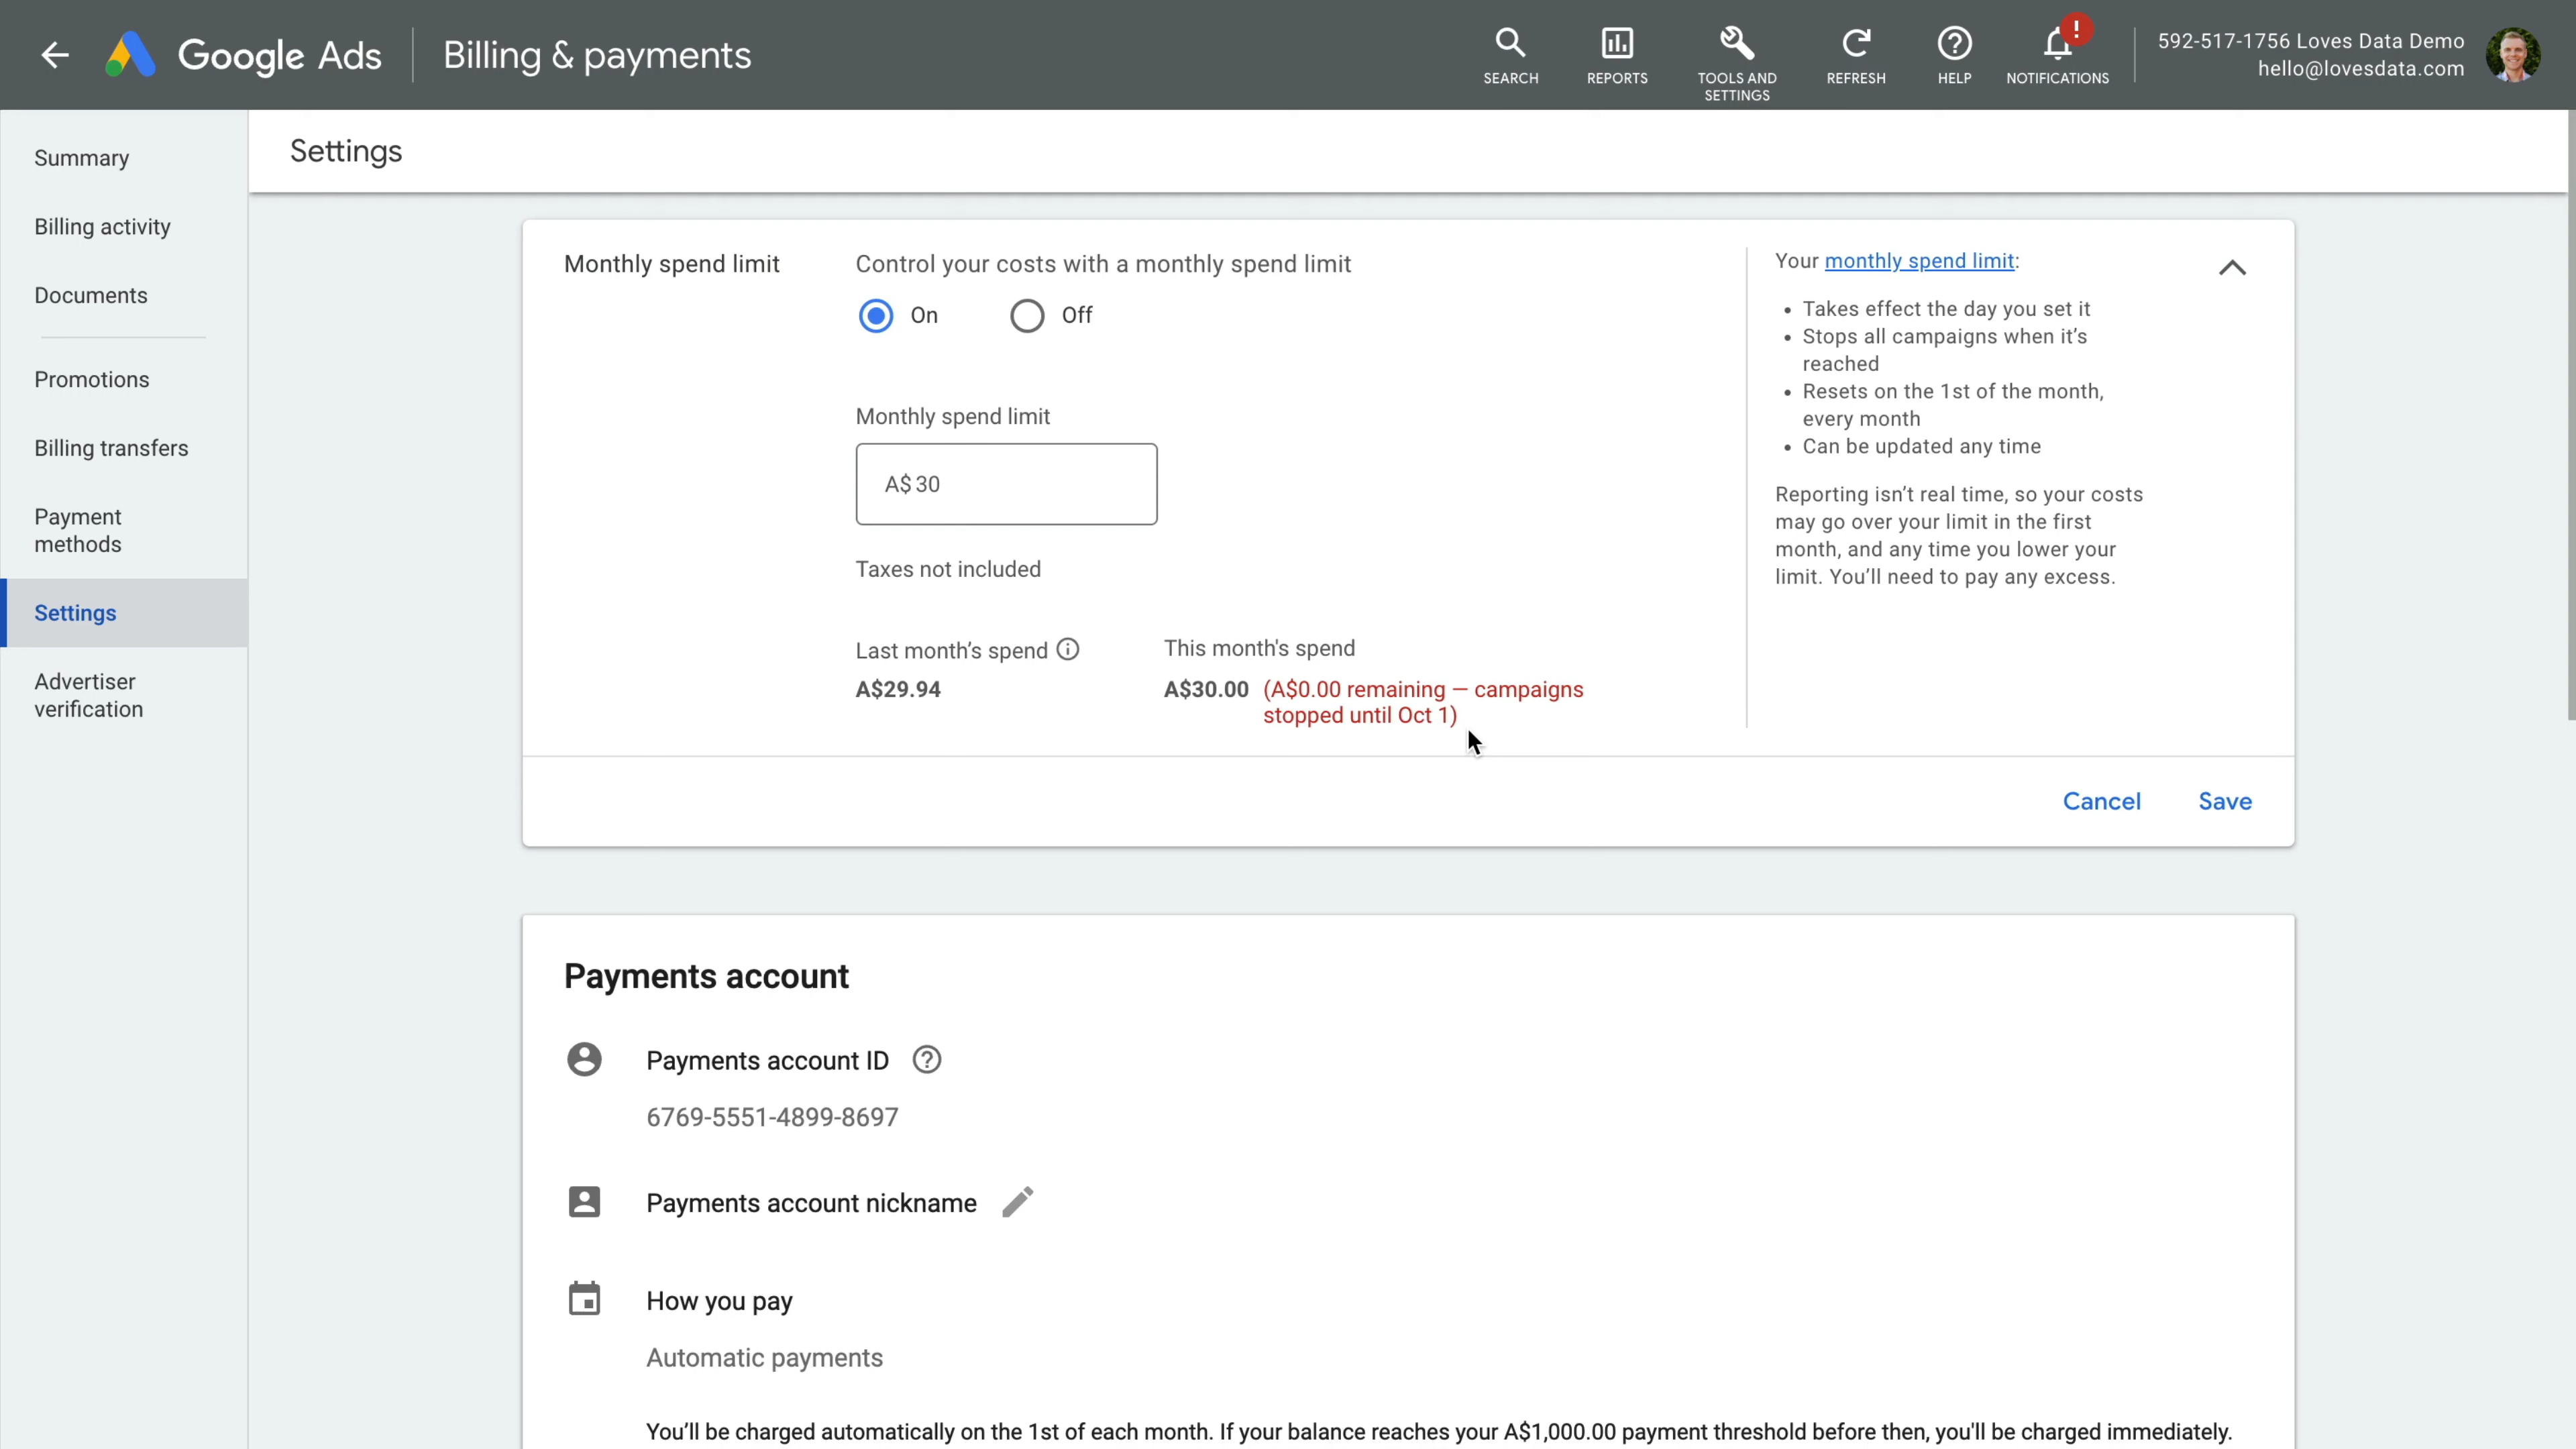 Google Ads
Billing & payments
SEARCH
REPORTS
TOOLS AND
SETTINGS
REFRESH
HELP
!
NOTIFICATIONS
592-517-1756 Loves Data Demo
hello@lovesdata.com
Summary
Billing activity
Documents
Promotions
Billing transfers
Payment
methods
Settings
Advertiser
verification
Settings
Monthly spend limit
Control your costs with a monthly spend limit
On
Off
Monthly spend limit
A$ 30
Taxes not included
Last month’s spend
A$29.94
This month's spend
A$30.00 (A$0.00 remaining — campaigns
stopped until Oct 1)
Your monthly spend limit:
• Takes effect the day you set it
• Stops all campaigns when it’s
reached
• Resets on the 1st of the month,
every month
• Can be updated any time
Reporting isn’t real time, so your costs
may go over your limit in the first
month, and any time you lower your
limit. You’ll need to pay any excess.
Cancel
Save
Payments account
Payments account ID
6769-5551-4899-8697
Payments account nickname
How you pay
Automatic payments
You’ll be charged automatically on the 1st of each month. If your balance reaches your A$1,000.00 payment threshold before then, you'll be charged immediately.